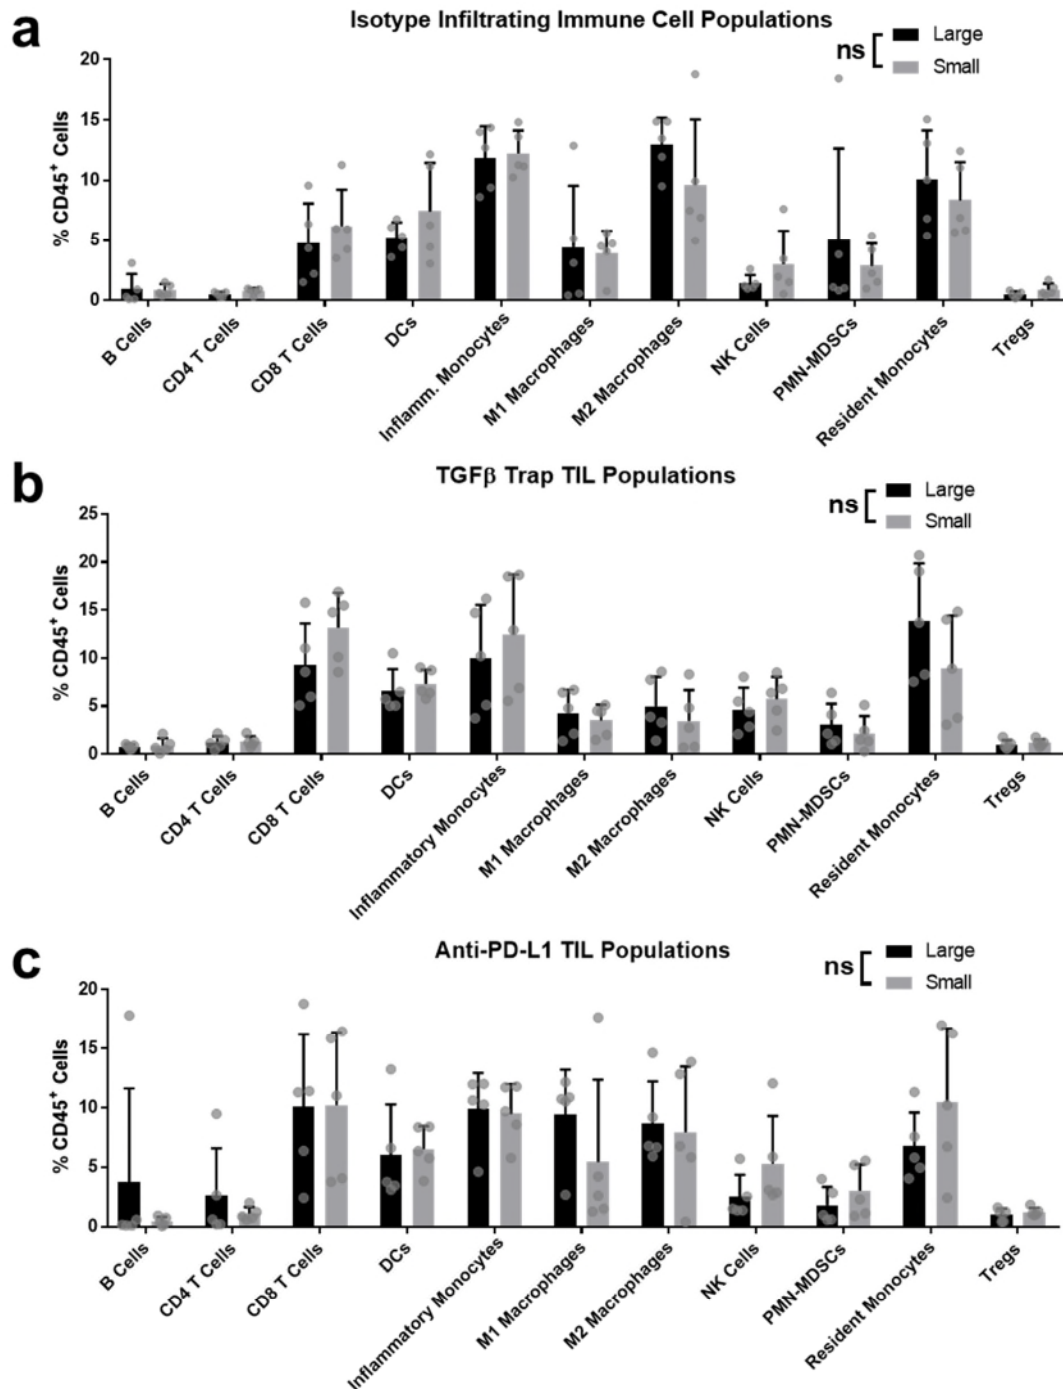 a
Isotype Infiltrating Immune Cell Populations
ns
Large
Small
% CD45+ Cells
20
15
10
5
0
B Cells
CD4 T Cells
CD8 T Cells
DCs
Inflamm. Monocytes
M1 Macrophages
M2 Macrophages
NK Cells
PMN-MDSCs
Resident Monocytes
Tregs
b
TGFβ Trap TIL Populations
ns
Large
Small
% CD45+ Cells
25
20
15
10
5
0
B Cells
CD4 T Cells
CD8 T Cells
DCs
Inflammatory Monocytes
M1 Macrophages
M2 Macrophages
NK Cells
PMN-MDSCs
Resident Monocytes
Tregs
c
Anti-PD-L1 TIL Populations
ns
Large
Small
% CD45+ Cells
20
15
10
5
0
B Cells
CD4 T Cells
CD8 T Cells
DCs
Inflammatory Monocytes
M1 Macrophages
M2 Macrophages
NK Cells
PMN-MDSCs
Resident Monocytes
Tregs